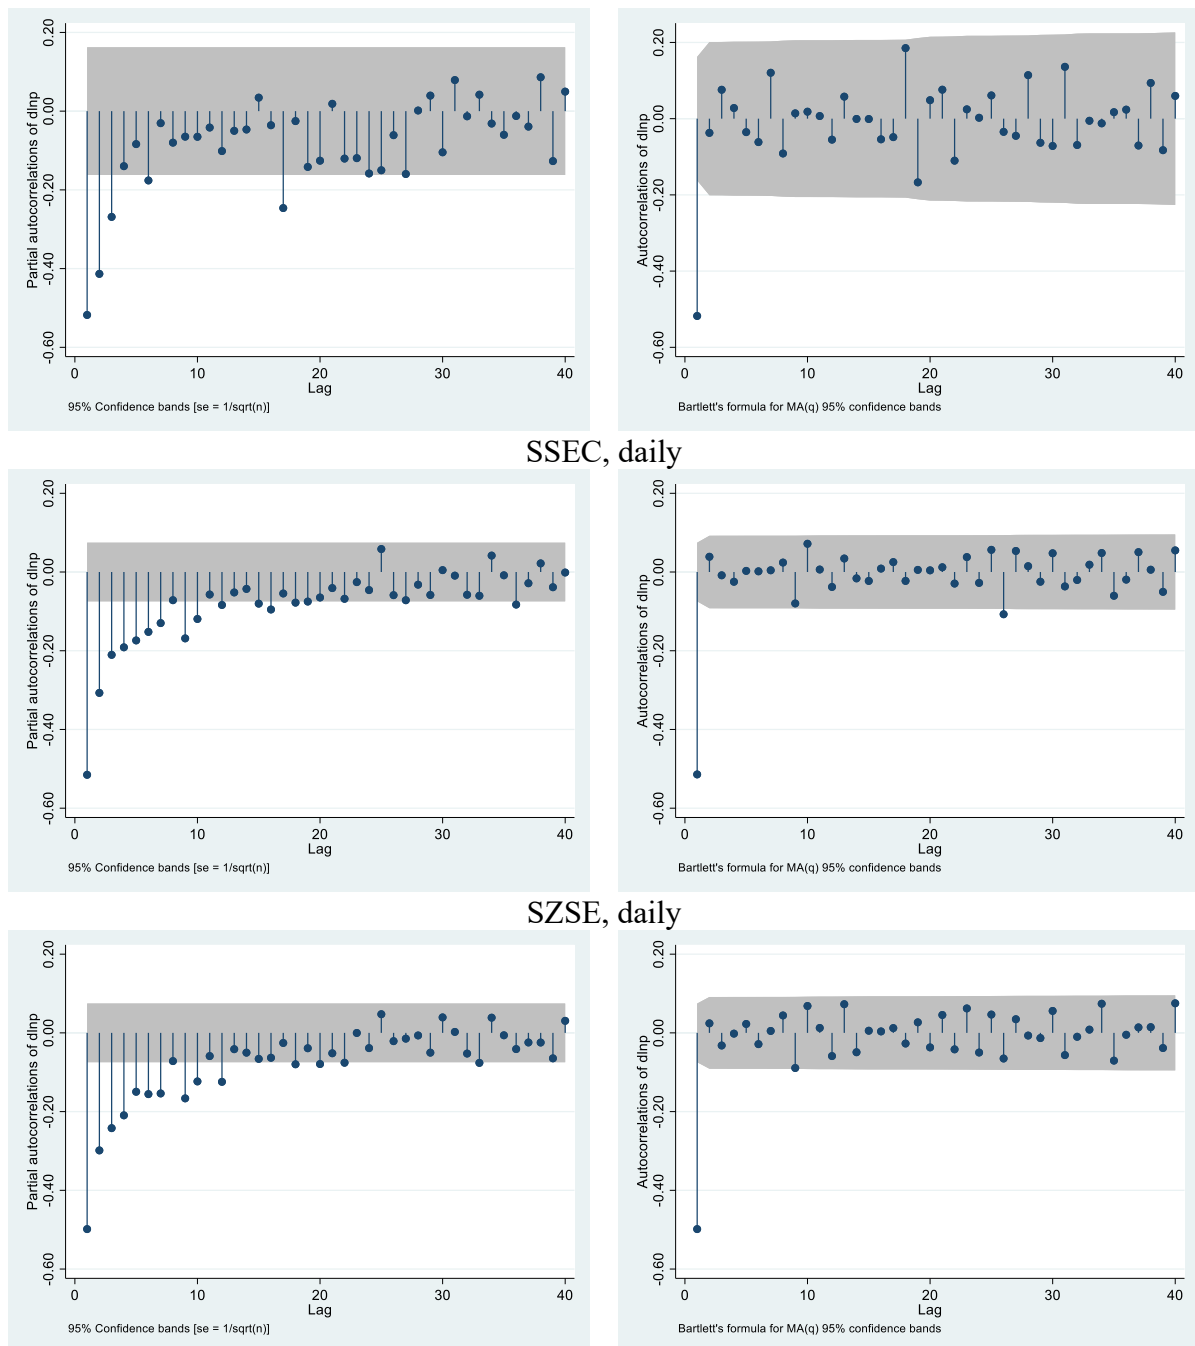 Partial autocorrelations of dlnp
0.20
0.00
-0.20
-0.40
-0.60
0 10 20 30 40
Lag
95% Confidence bands [se = 1/sqrt(n)]
Autocorrelations of dlnp
0.20
0.00
-0.20
-0.40
-0.60
0 10 20 30 40
Lag
Bartlett's formula for MA(q) 95% confidence bands
SSEC, daily
Partial autocorrelations of dlnp
0.20
0.00
-0.20
-0.40
-0.60
0 10 20 30 40
Lag
95% Confidence bands [se = 1/sqrt(n)]
Autocorrelations of dlnp
0.20
0.00
-0.20
-0.40
-0.60
0 10 20 30 40
Lag
Bartlett's formula for MA(q) 95% confidence bands
SZSE, daily
Partial autocorrelations of dlnp
0.20
0.00
-0.20
-0.40
-0.60
0 10 20 30 40
Lag
95% Confidence bands [se = 1/sqrt(n)]
Autocorrelations of dlnp
0.20
0.00
-0.20
-0.40
-0.60
0 10 20 30 40
Lag
Bartlett's formula for MA(q) 95% confidence bands